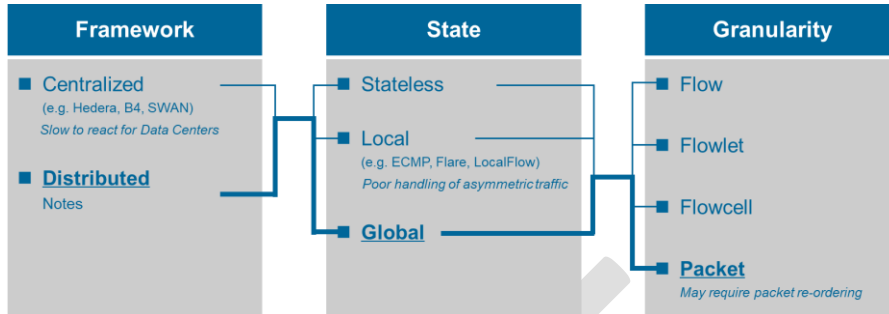 Framework
Centralized
(e.g. Hedera, B4, SWAN)
Slow to react for Data Centers
Distributed
Notes
State
Stateless
Local
(e.g. ECMP, Flare, LocalFlow)
Poor handling of asymmetric traffic
Global
Granularity
Flow
Flowlet
Flowcell
Packet
May require packet re-ordering